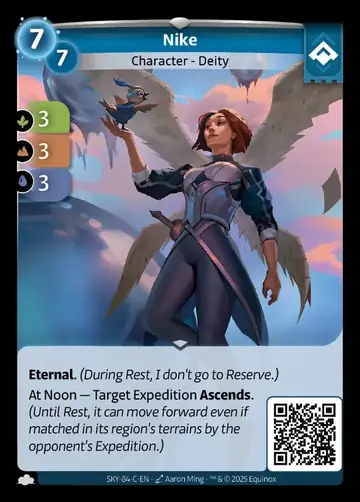 7
7
Nike
Character - Deity
3
3
3
Eternal. (During Rest, I don't go to Reserve.)
At Noon — Target Expedition Ascends.
(Until Rest, it can move forward even if
matched in its region's terrains by the
opponent's Expedition.)
SKY-84-C-EN - Aaron Ming - ™ & © 2025 Equinox